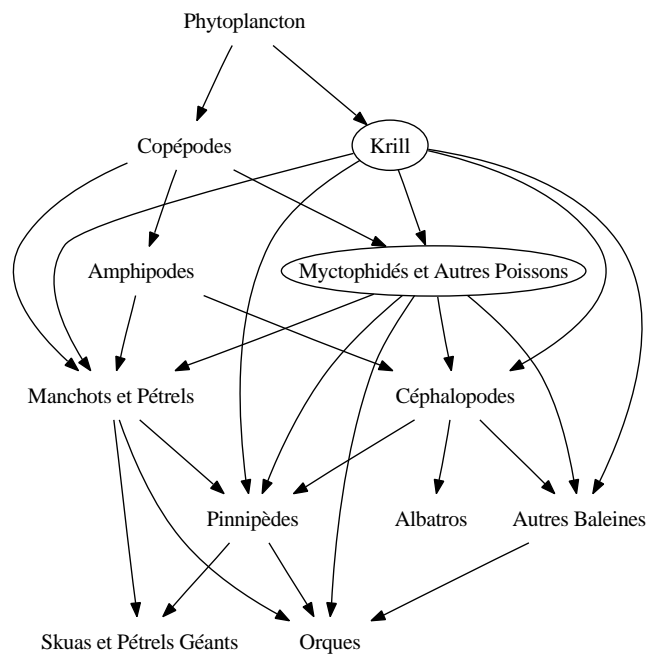 Phytoplancton
Copépodes
Krill
Amphipodes
Myctophidés et Autres Poissons
Manchots et Pétrels
Céphalopodes
Pinnipèdes
Albatros
Autres Baleines
Skuas et Pétrels Géants
Orques